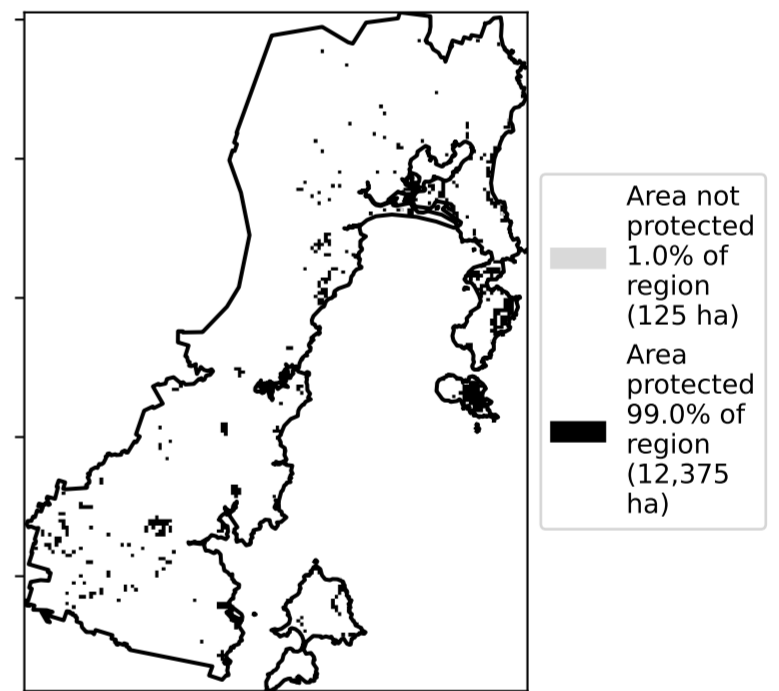 Area not
protected
1.0% of
region
(125 ha)
Area
protected
99.0% of
region
(12,375
ha)